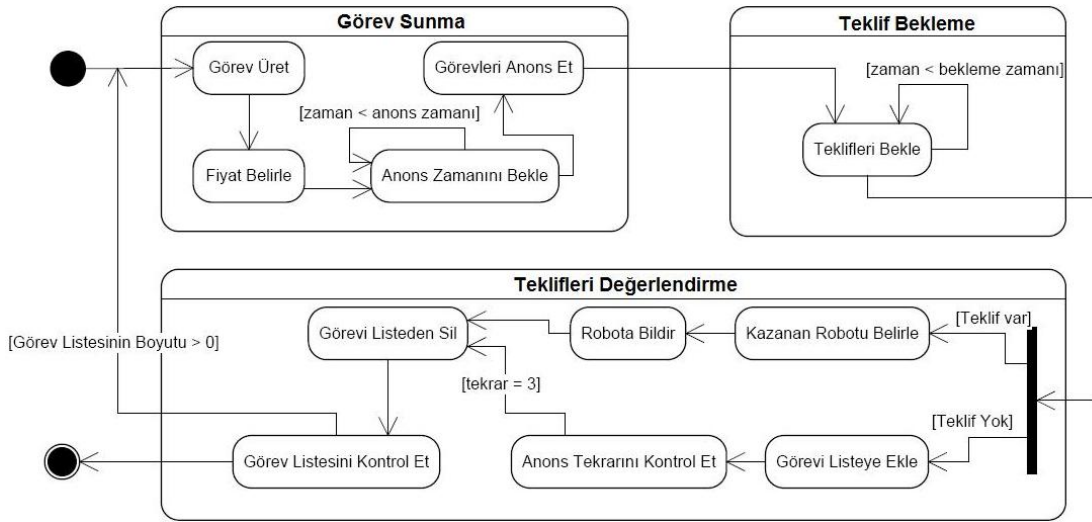 Görev Sunma
Görev Üret
Görevleri Anons Et
[zaman < anons zamanı]
Fiyat Belirle
Anons Zamanını Bekle
Teklif Bekleme
[zaman < bekleme zamanı]
Teklifleri Bekle
Teklifleri Değerlendirme
[Görev Listesinin Boyutu > 0]
Görevi Listeden Sil
Robota Bildir
Kazanan Robotu Belirle
[Teklif var]
[tekrar = 3]
[Teklif Yok]
Görev Listesini Kontrol Et
Anons Tekrarını Kontrol Et
Görevi Listeye Ekle